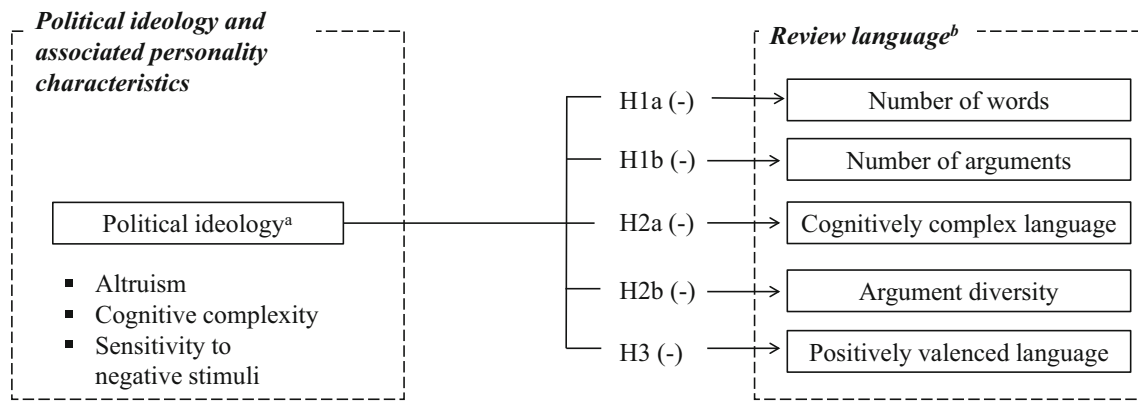 Political ideology and
associated personality
characteristics
Political ideologyᵃ
▪ Altruism
▪ Cognitive complexity
▪ Sensitivity to
negative stimuli
H1a (-)
H1b (-)
H2a (-)
H2b (-)
H3 (-)
Review languageᵇ
Number of words
Number of arguments
Cognitively complex language
Argument diversity
Positively valenced language